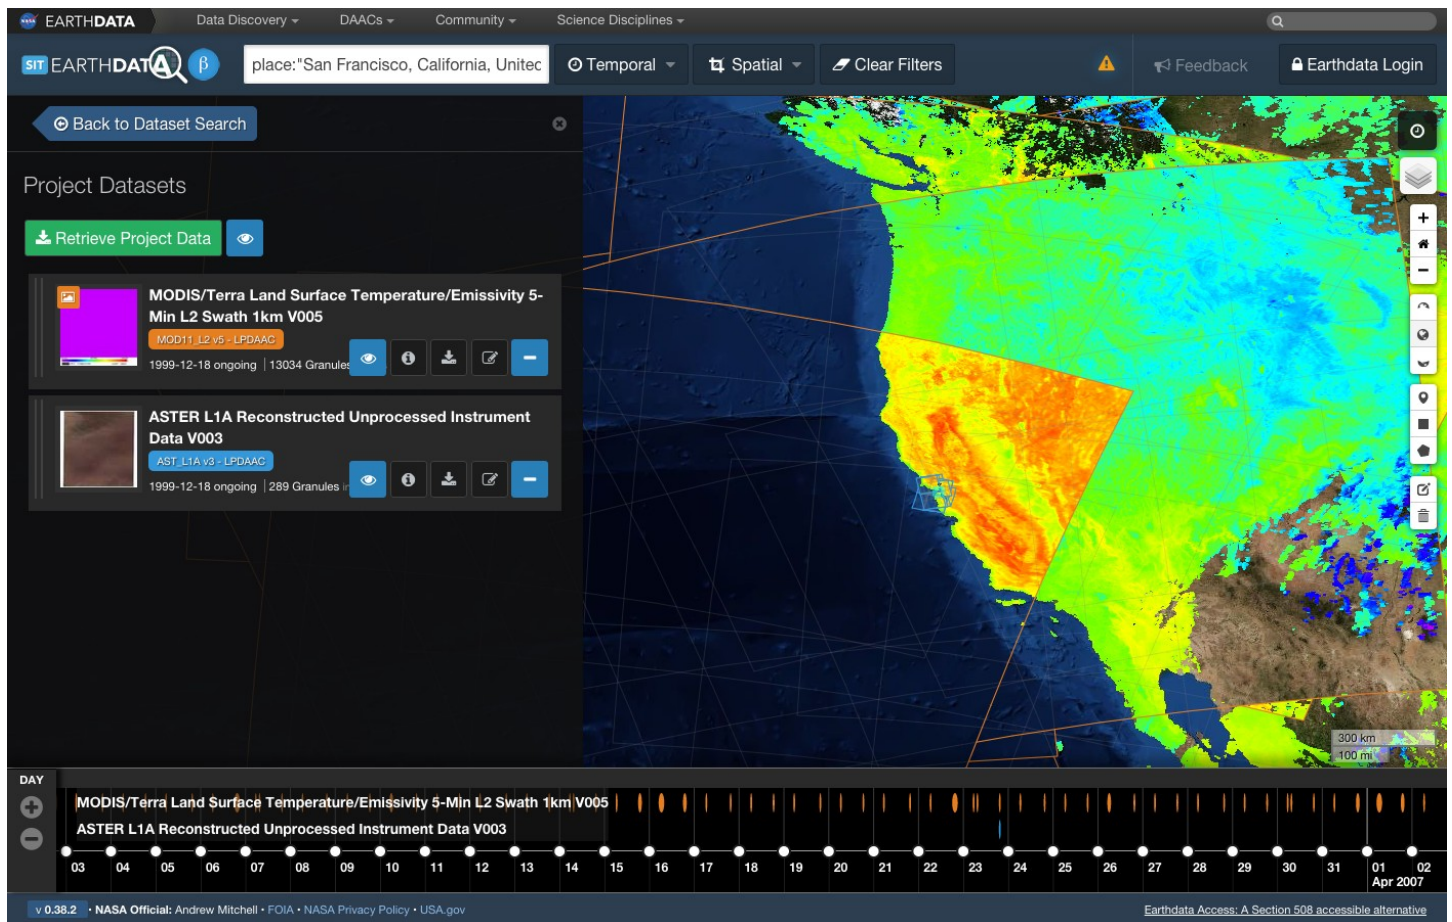 EARTHDATA
Data Discovery
DAACs
Community
Science Disciplines
SIT EARTHDATA β
place:"San Francisco, California, Unitec
Temporal
Spatial
Clear Filters
Feedback
Earthdata Login
Back to Dataset Search
Project Datasets
Retrieve Project Data
MODIS/Terra Land Surface Temperature/Emissivity 5-
Min L2 Swath 1km V005
MOD11_L2 v5 - LPDAAC
1999-12-18 ongoing | 13034 Granules
ASTER L1A Reconstructed Unprocessed Instrument
Data V003
AST_L1A v3 - LPDAAC
1999-12-18 ongoing | 289 Granules in
300 km
100 mi
DAY
MODIS/Terra Land Surface Temperature/Emissivity 5-Min L2 Swath 1km V005
ASTER L1A Reconstructed Unprocessed Instrument Data V003
03 04 05 06 07 08 09 10 11 12 13 14 15 16 17 18 19 20 21 22 23 24 25 26 27 28 29 30 31 01 02
Apr 2007
v 0.38.2 • NASA Official: Andrew Mitchell • FOIA • NASA Privacy Policy • USA.gov
Earthdata Access: A Section 508 accessible alternative